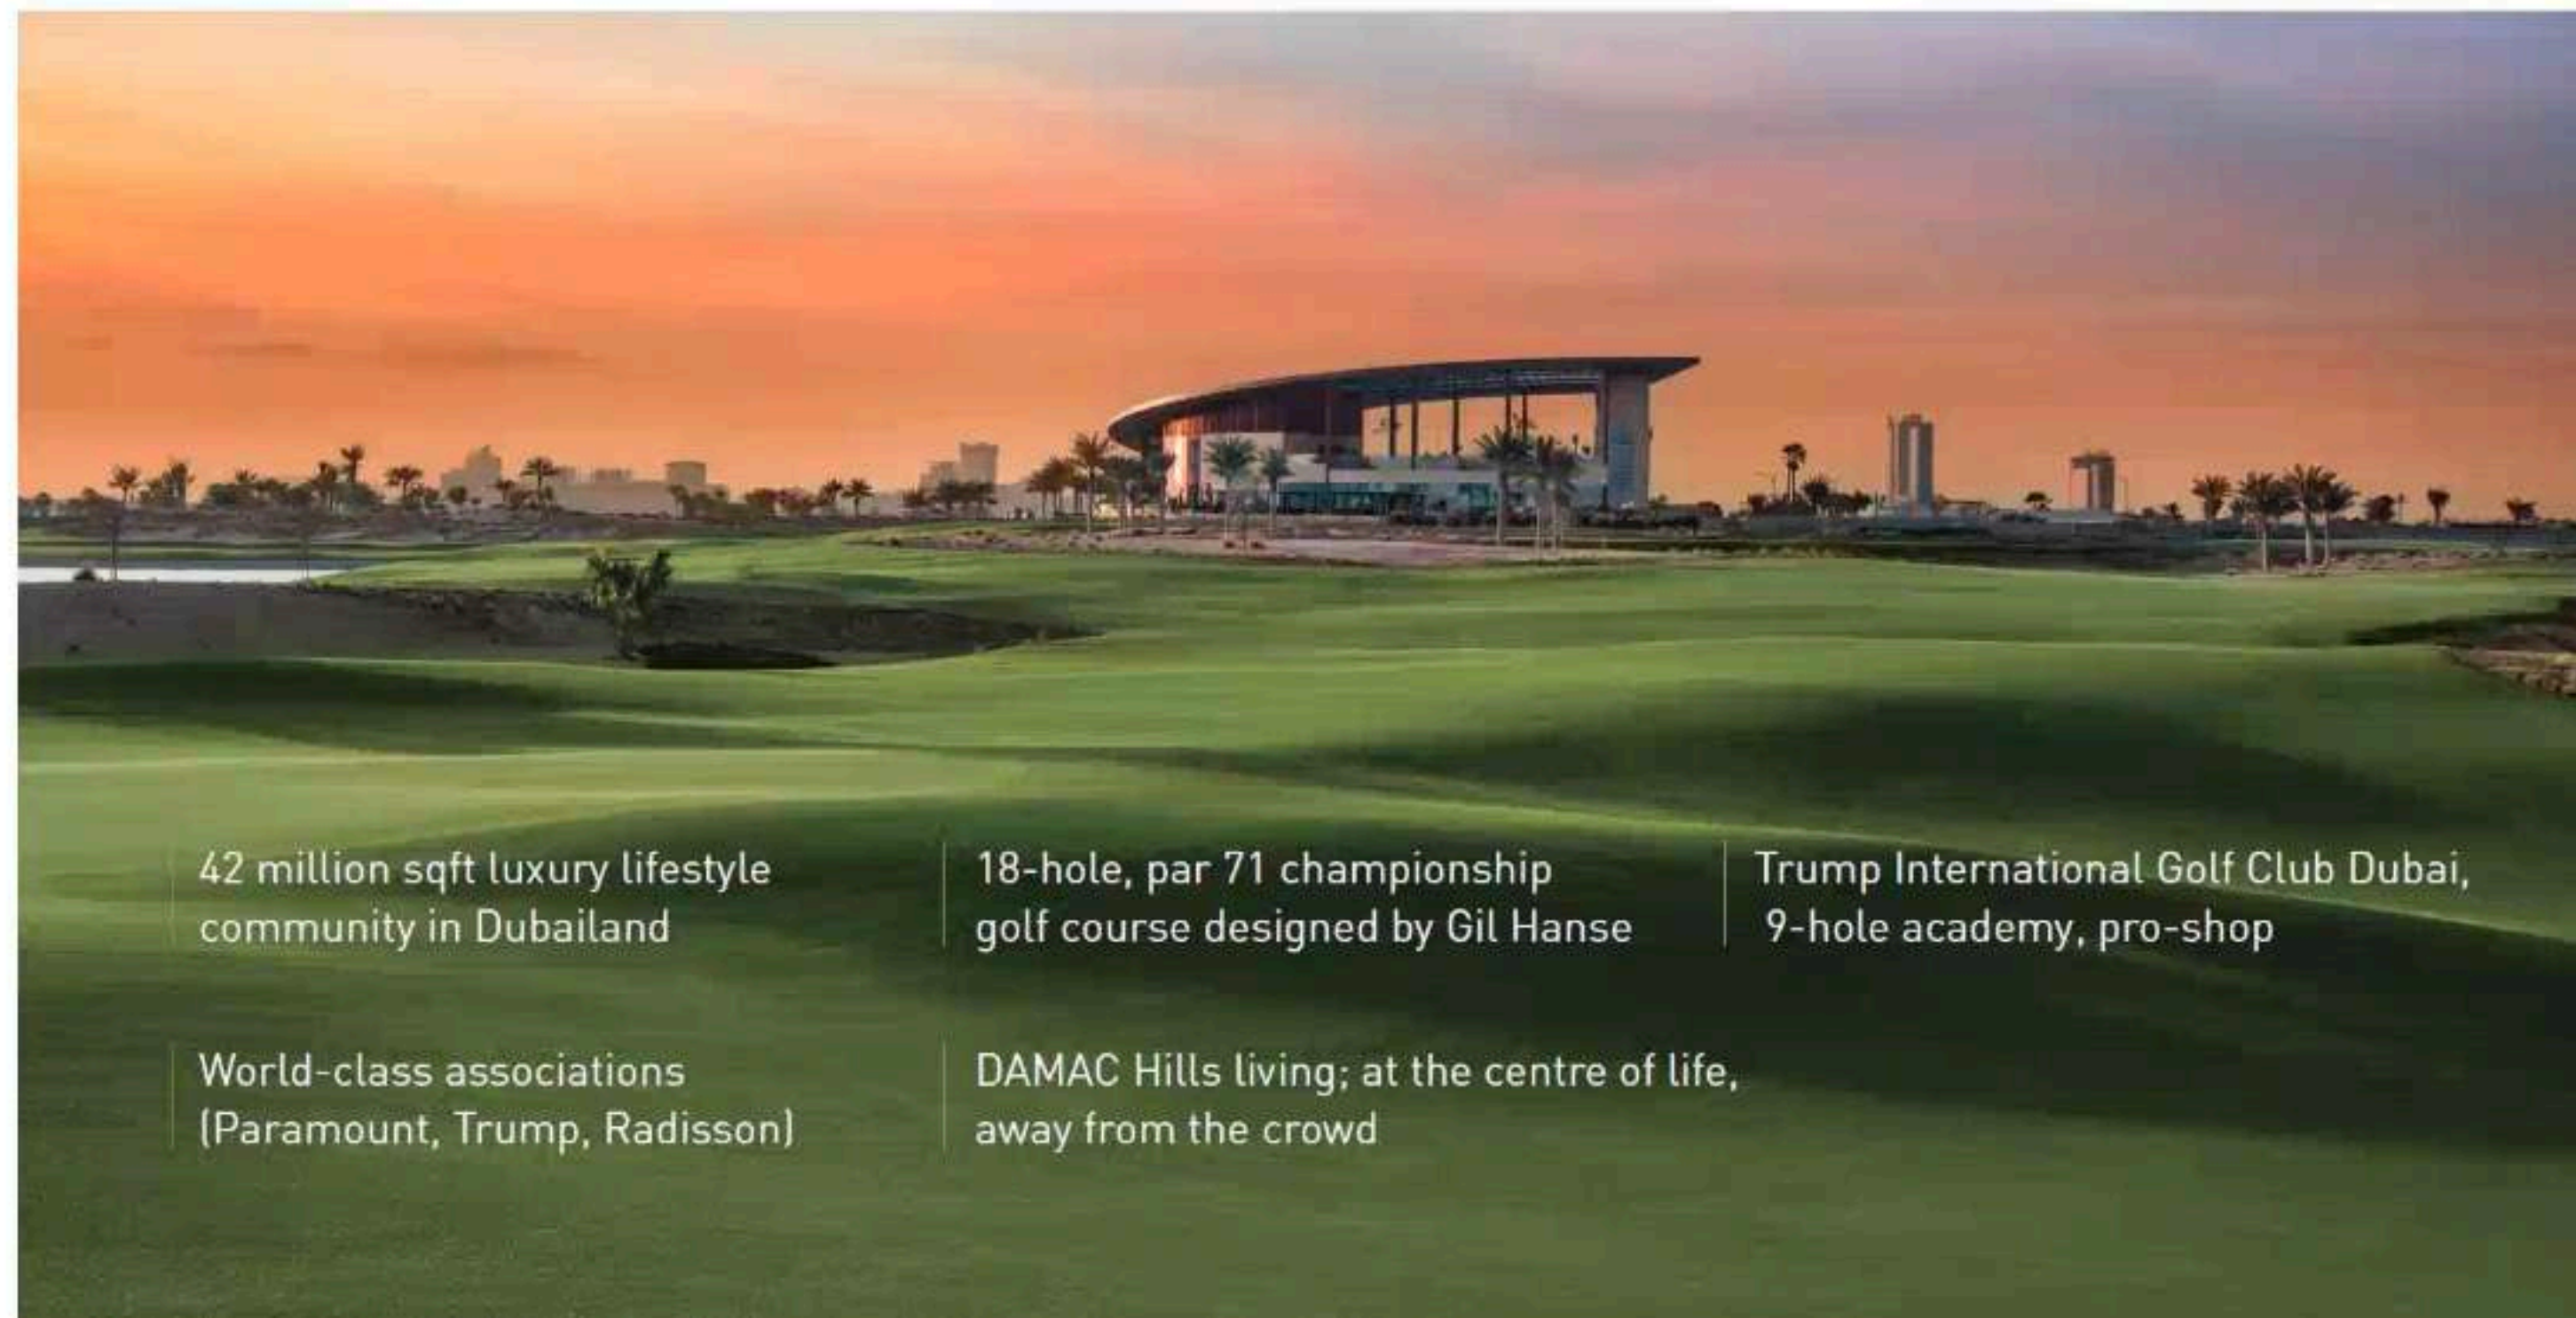 42 million sqft luxury lifestyle
community in Dubailand
18-hole, par 71 championship
golf course designed by Gil Hanse
Trump International Golf Club Dubai,
9-hole academy, pro-shop
World-class associations
(Paramount, Trump, Radisson)
DAMAC Hills living; at the centre of life,
away from the crowd